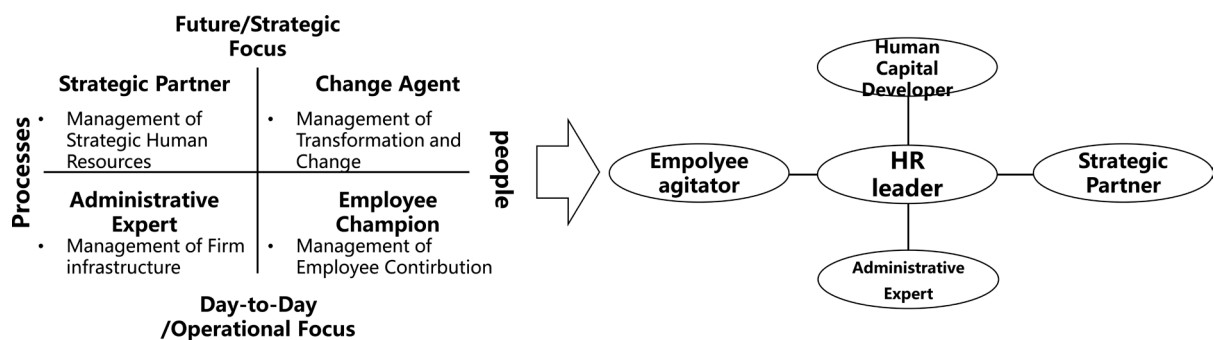 Future/Strategic
Focus
Strategic Partner
• Management of
Strategic Human
Resources
Change Agent
• Management of
Transformation and
Change
Processes
people
Administrative
Expert
• Management of Firm
infrastructure
Employee
Champion
• Management of
Employee Contirbution
Day-to-Day
/Operational Focus
Human
Capital
Developer
Empolyee
agitator
HR
leader
Strategic
Partner
Administrative
Expert